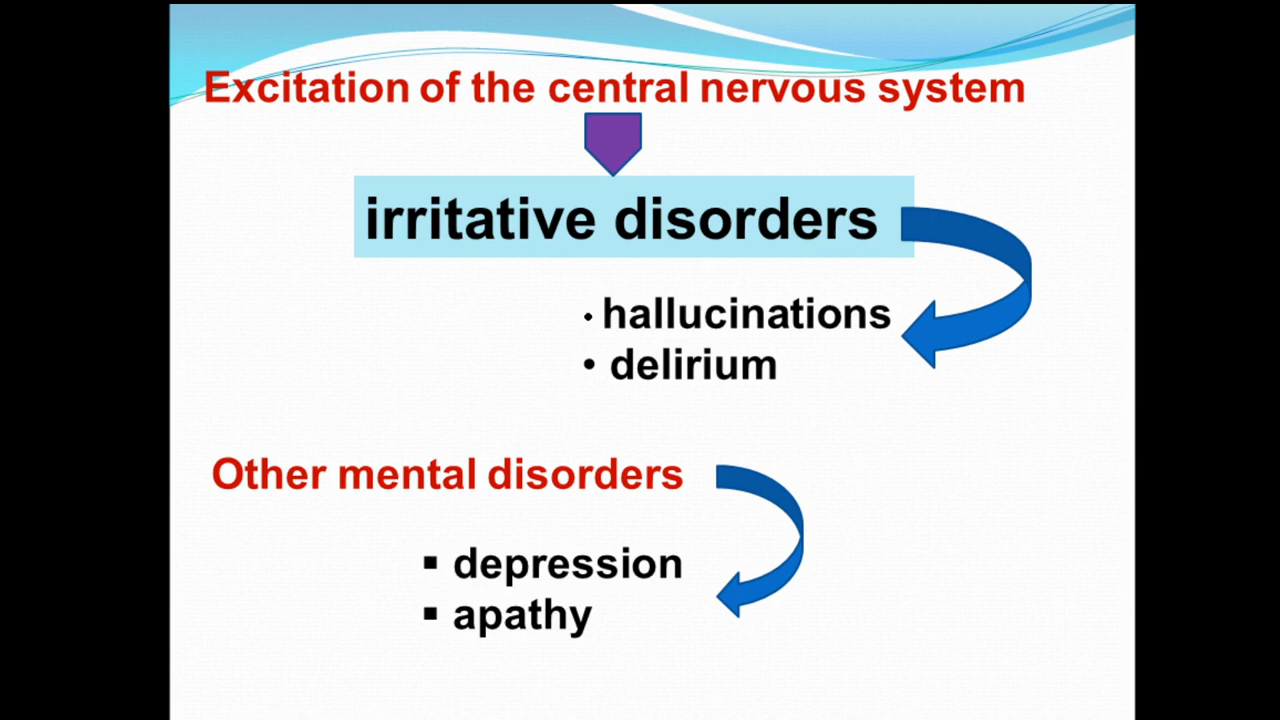 Excitation of the central nervous system
irritative disorders
• hallucinations
• delirium
Other mental disorders
▪ depression
▪ apathy